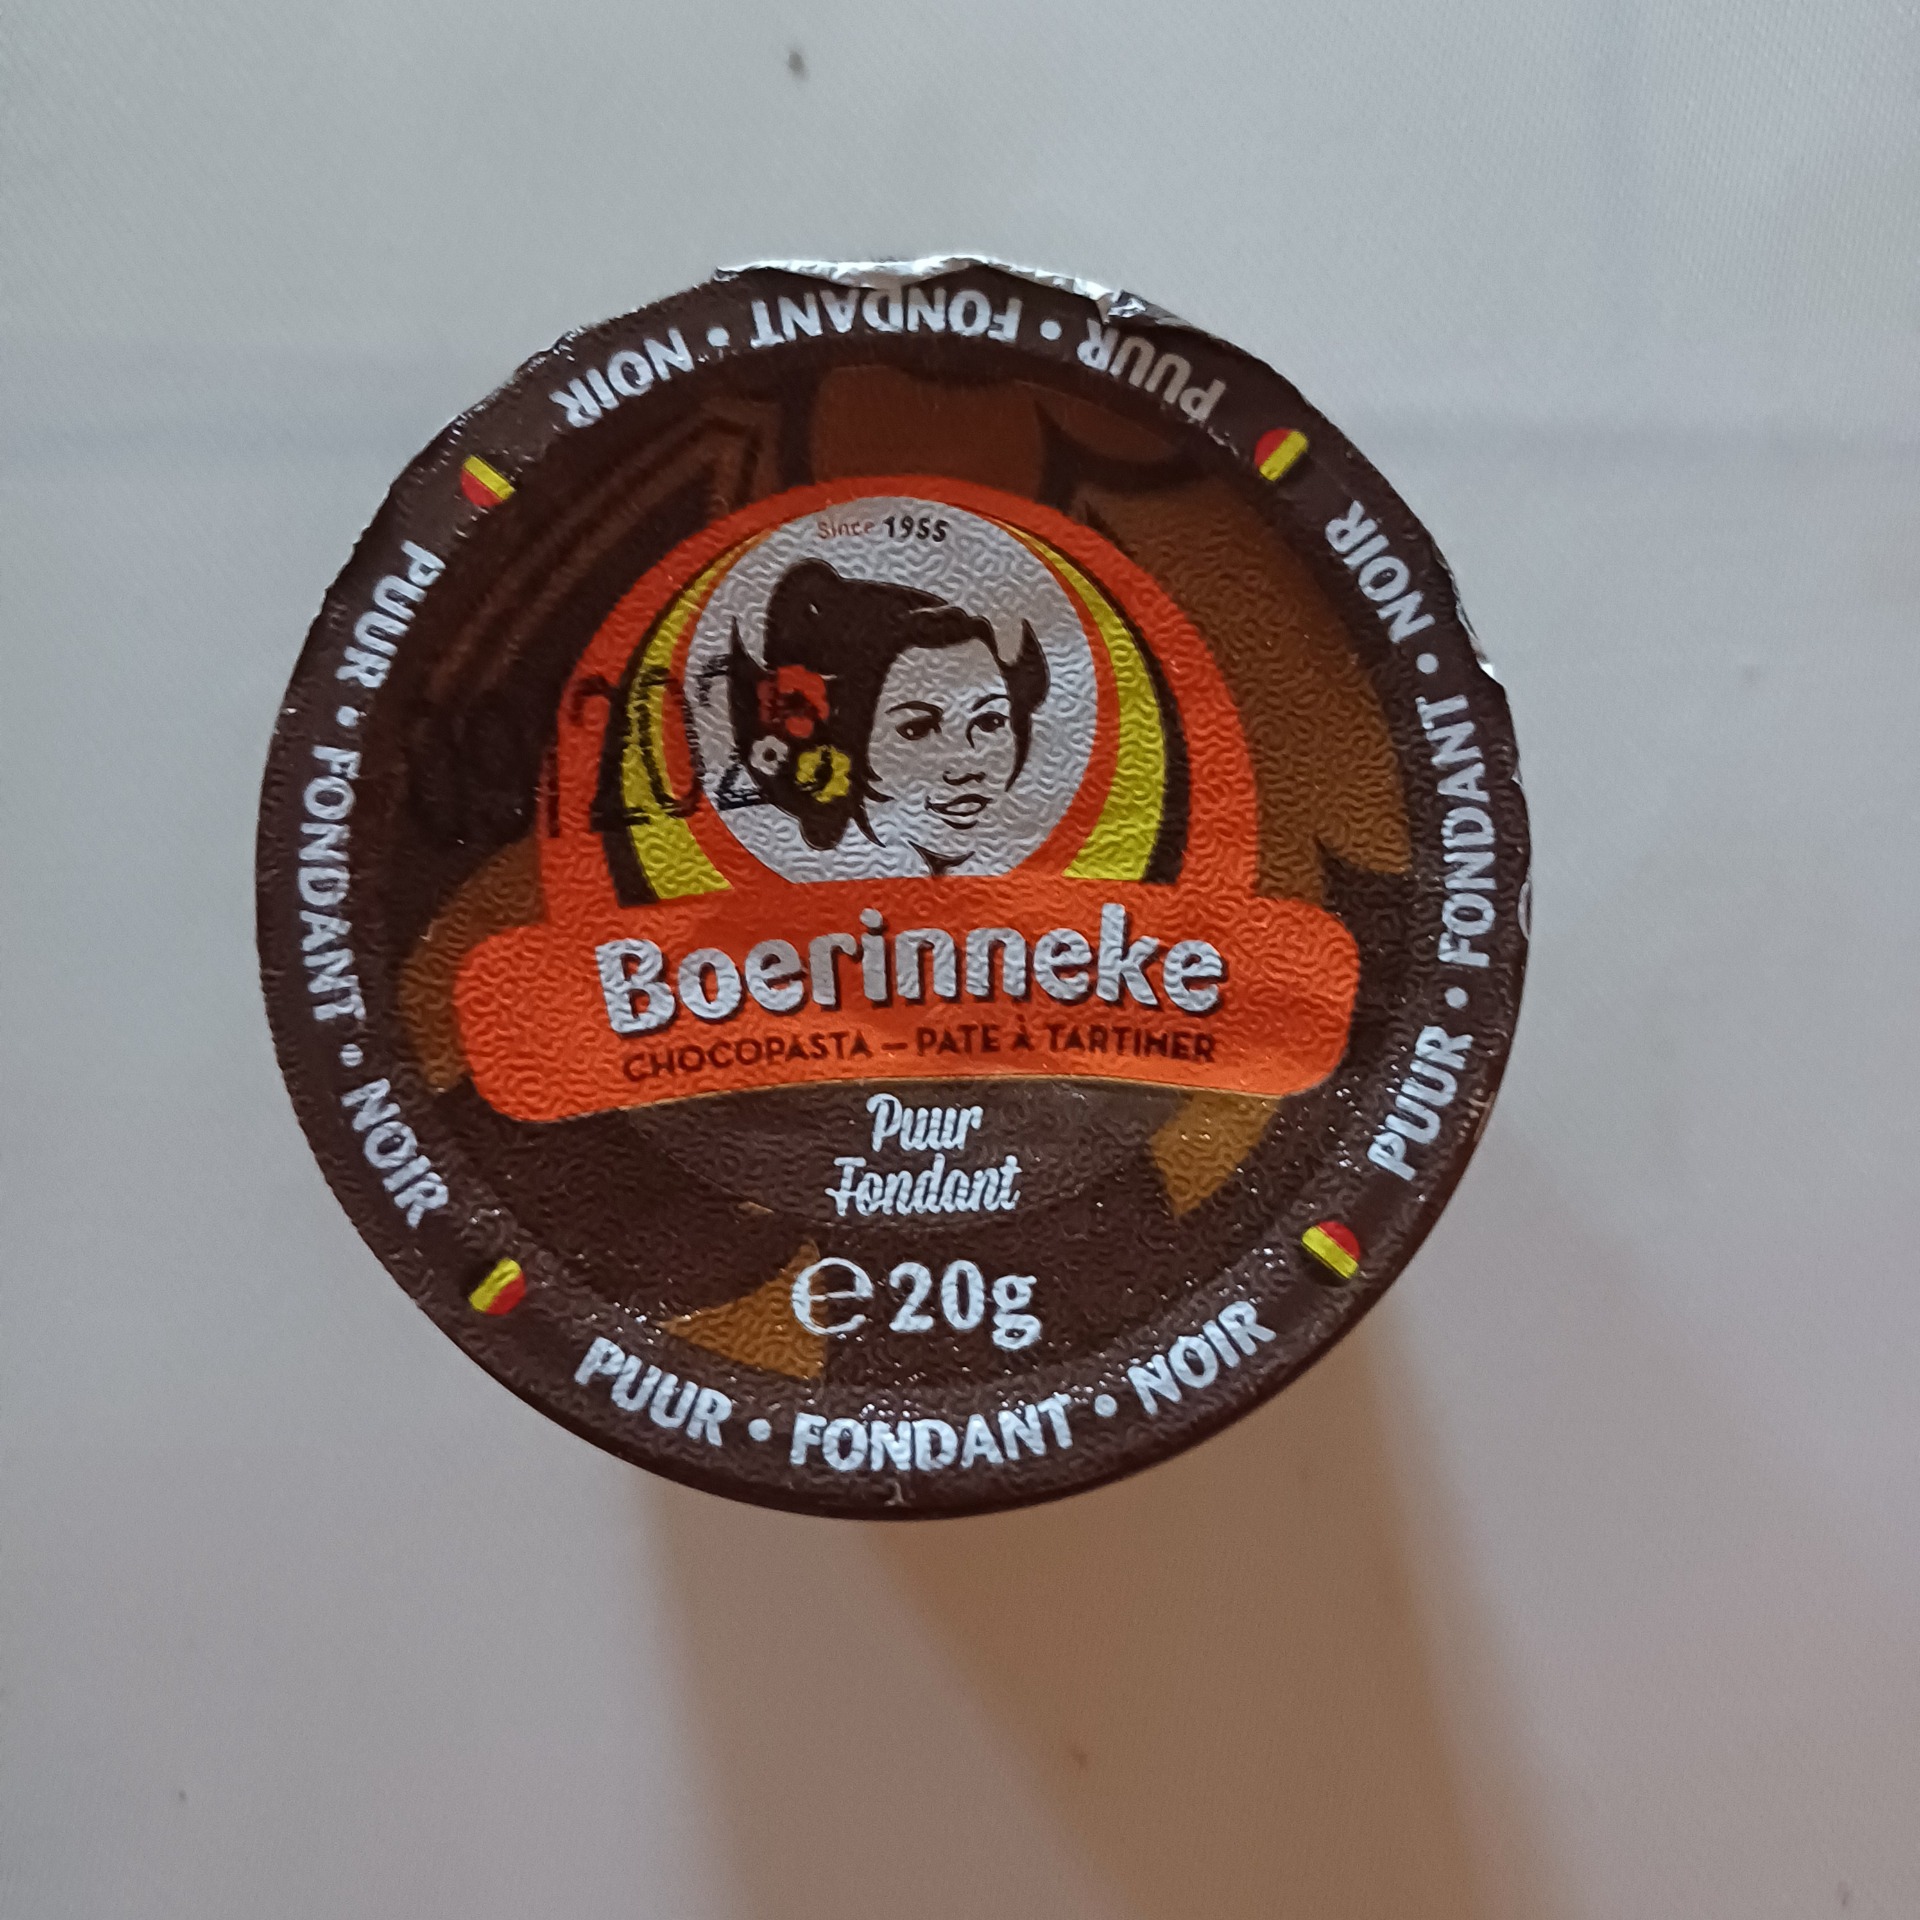 Since 1955
Boerinneke
CHOCOPASTA – PATE À TARTINER
Puur
Fondant
℮ 20g
PUUR • FONDANT • NOIR
PUUR • FONDANT • NOIR
PUUR • FONDANT • NOIR
PUUR • FONDANT • NOIR